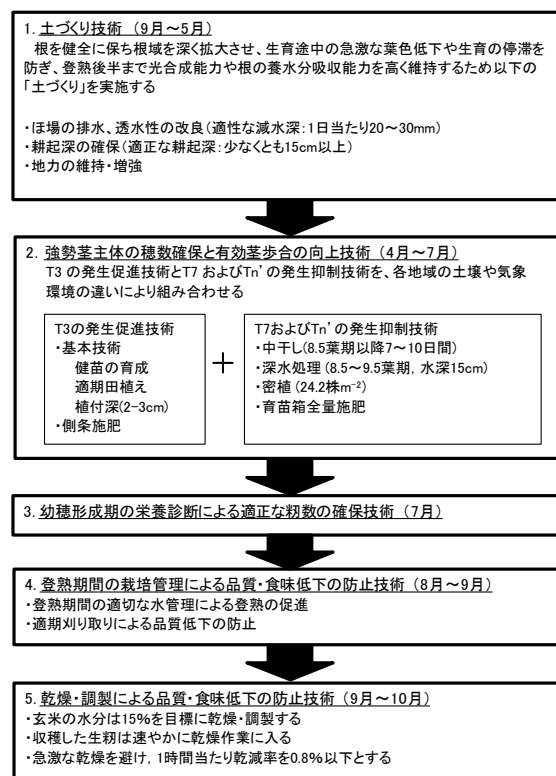 1. 土づくり技術 (9月～5月)
根を健全に保ち根域を深く拡大させ、生育途中の急激な葉色低下や生育の停滞を
防ぎ、登熟後半まで光合成能力や根の養水分吸収能力を高く維持するため以下の
「土づくり」を実施する
・ほ場の排水、透水性の改良(適性な減水深:1日当たり20～30mm)
・耕起深の確保(適正な耕起深:少なくとも15cm以上)
・地力の維持・増強
2. 強勢茎主体の穂数確保と有効茎歩合の向上技術 (4月～7月)
T3 の発生促進技術とT7 およびTn'の発生抑制技術を、各地域の土壌や気象
環境の違いにより組み合わせる
T3の発生促進技術
・基本技術
健苗の育成
適期田植え
植付深(2-3cm)
・側条施肥
+
T7およびTn'の発生抑制技術
・中干し(8.5葉期以降7～10日間)
・深水処理(8.5～9.5葉期, 水深15cm)
・密植(24.2株m⁻²)
・育苗箱全量施肥
3. 幼穂形成期の栄養診断による適正な籾数の確保技術 (7月)
4. 登熟期間の栽培管理による品質・食味低下の防止技術 (8月～9月)
・登熟期間の適切な水管理による登熟の促進
・適期刈り取りによる品質低下の防止
5. 乾燥・調製による品質・食味低下の防止技術 (9月～10月)
・玄米の水分は15%を目標に乾燥・調製する
・収穫した生籾は速やかに乾燥作業に入る
・急激な乾燥を避け, 1時間当たり乾減率を0.8%以下とする